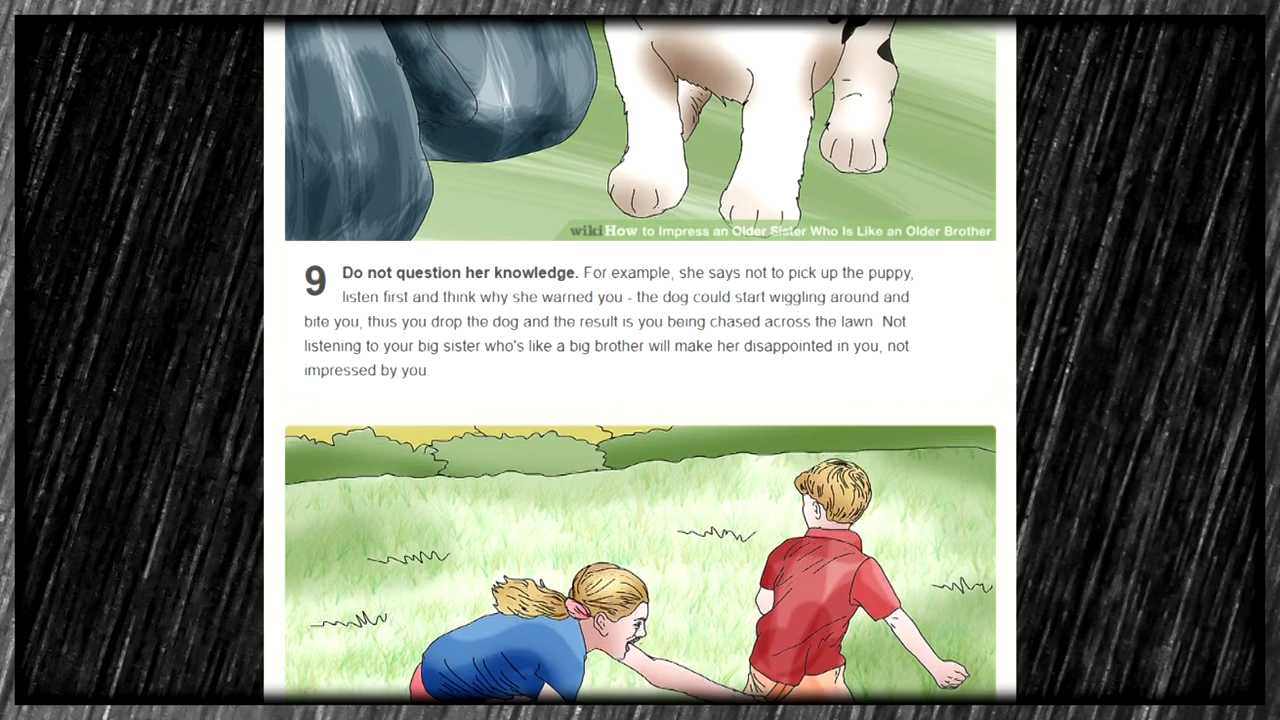 wikiHow to Impress an Older Sister Who Is Like an Older Brother
9 Do not question her knowledge. For example, she says not to pick up the puppy,
listen first and think why she warned you - the dog could start wiggling around and
bite you, thus you drop the dog and the result is you being chased across the lawn Not
listening to your big sister who's like a big brother will make her disappointed in you, not
impressed by you